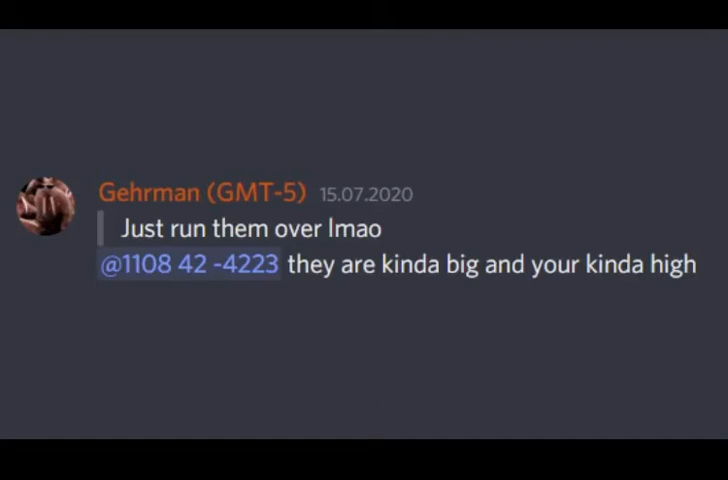 Gehrman (GMT-5) 15.07.2020
Just run them over lmao
@1108 42 -4223 they are kinda big and your kinda high